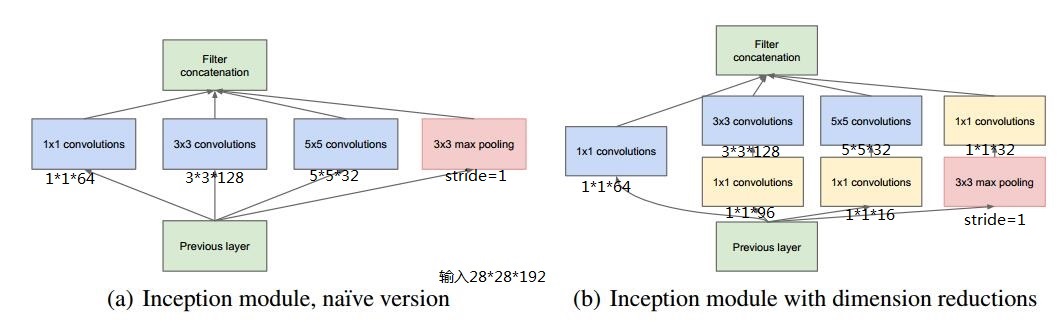 Filter
concatenation
1x1 convolutions
3x3 convolutions
5x5 convolutions
3x3 max pooling
1*1*64
3*3*128
5*5*32
stride=1
Previous layer
输入28*28*192
(a) Inception module, naïve version
Filter
concatenation
3x3 convolutions
5x5 convolutions
1x1 convolutions
1x1 convolutions
3*3*128
5*5*32
1*1*32
1*1*64
1x1 convolutions
1x1 convolutions
3x3 max pooling
1*1*96
1*1*16
stride=1
Previous layer
(b) Inception module with dimension reductions